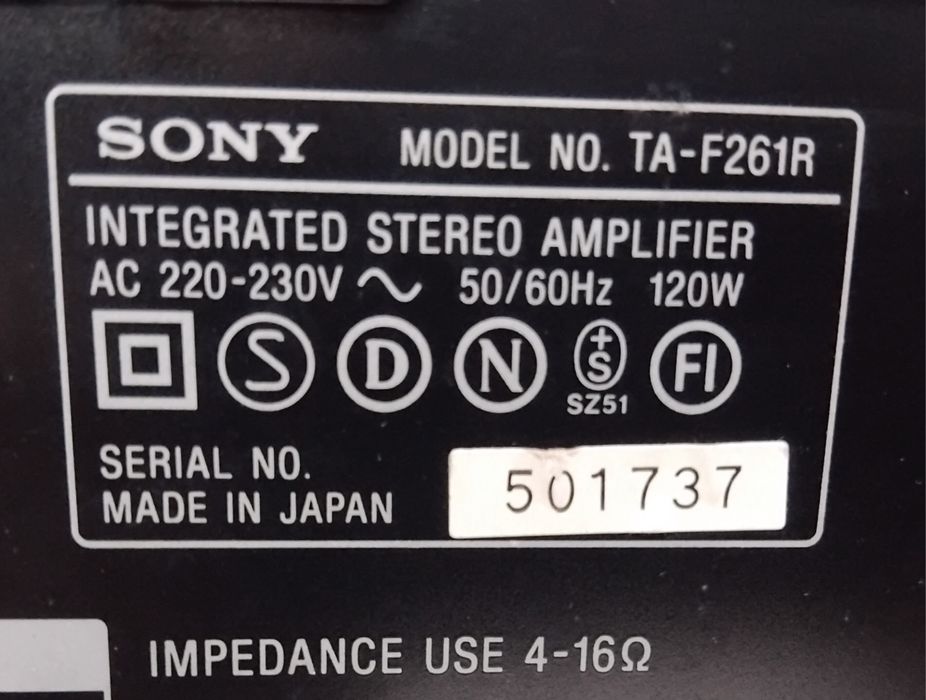 SONY MODEL NO. TA-F261R
INTEGRATED STEREO AMPLIFIER
AC 220-230V ~ 50/60Hz 120W
S D N +S FI
SZ51
SERIAL NO. 501737
MADE IN JAPAN
IMPEDANCE USE 4-16Ω